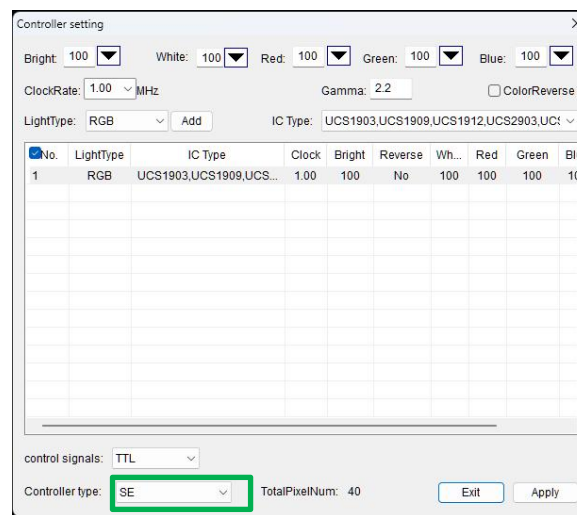 Controller setting
Bright: 100 White: 100 Red: 100 Green: 100 Blue: 100
ClockRate: 1.00 MHz Gamma: 2.2 ColorReverse
LightType: RGB Add IC Type: UCS1903,UCS1909,UCS1912,UCS2903,UCS
No. LightType IC Type Clock Bright Reverse Wh... Red Green Bl
1 RGB UCS1903,UCS1909,UCS... 1.00 100 No 100 100 100 10
control signals: TTL
Controller type: SE TotalPixelNum: 40 Exit Apply